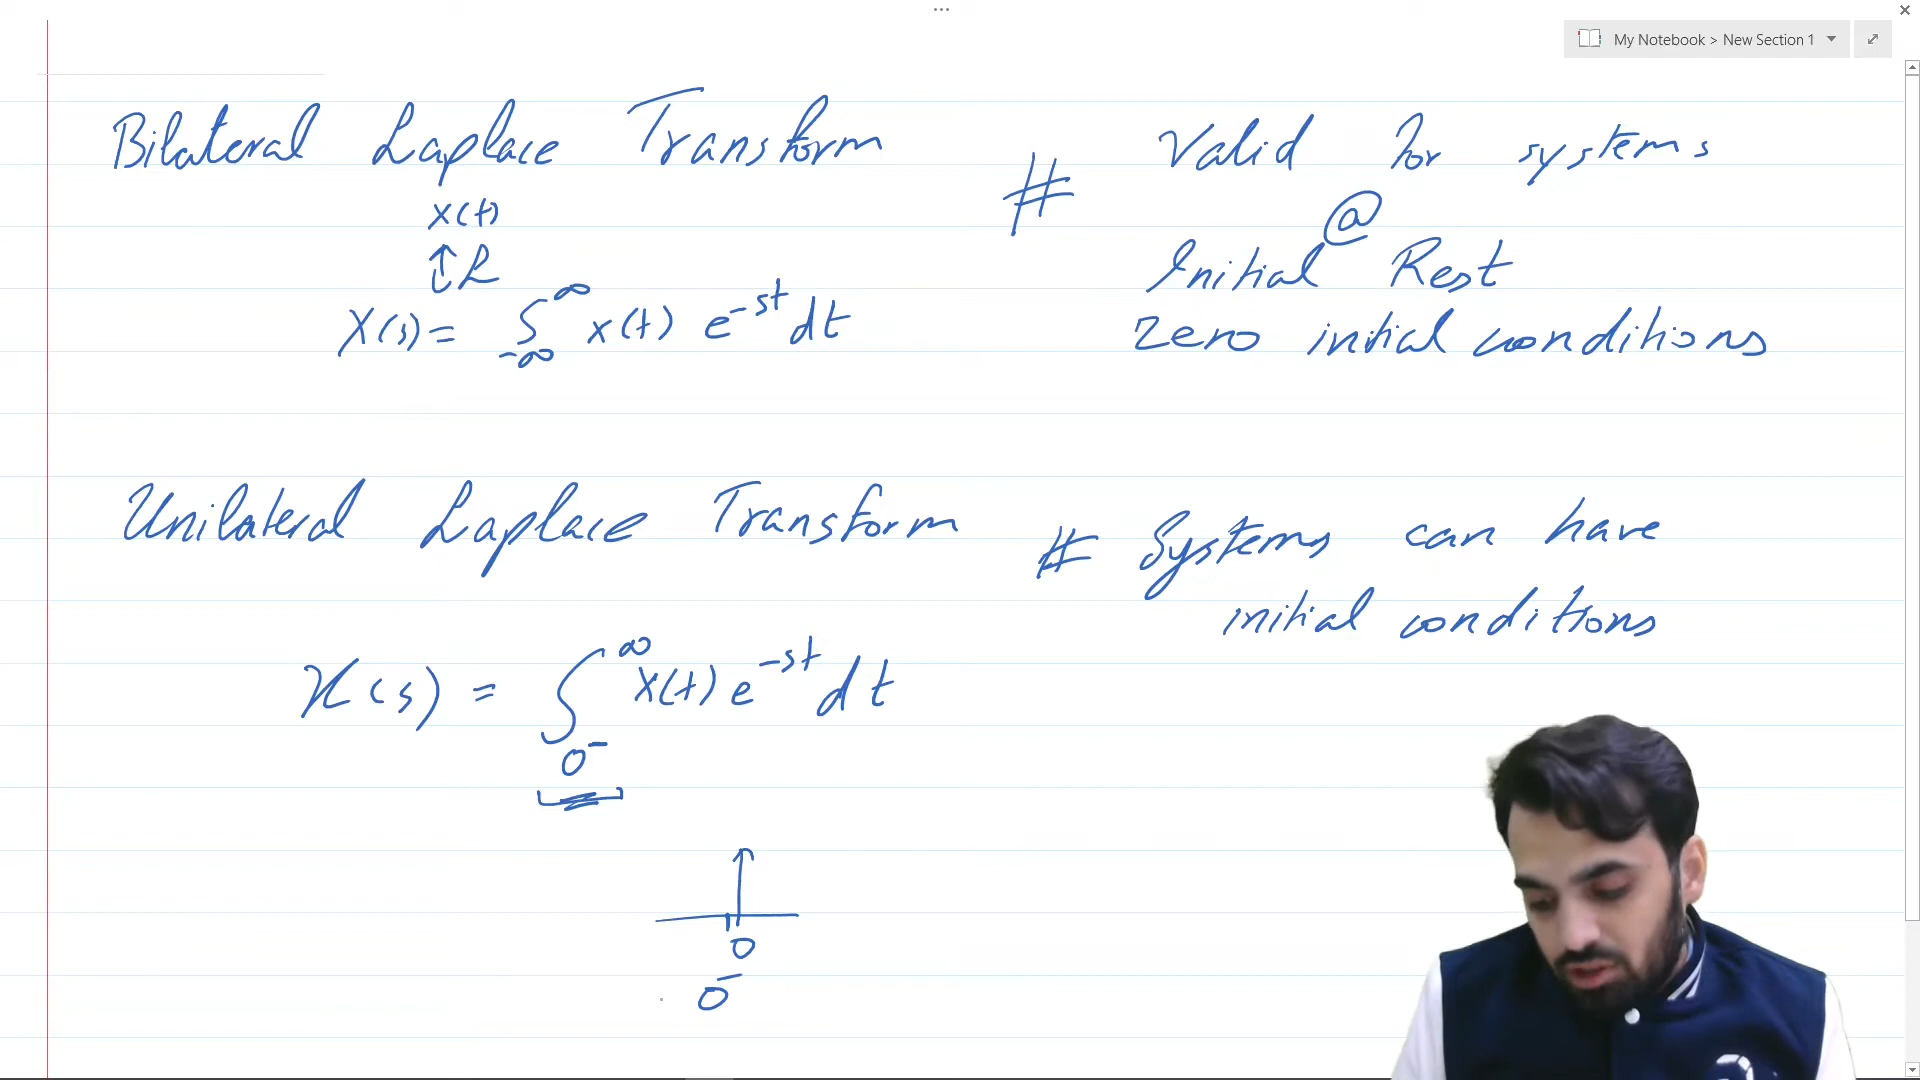 My Notebook > New Section 1
Bilateral Laplace Transform
x(t)
↕ L
X(s) = ∫_{-∞}^{∞} x(t) e^{-st} dt
# Valid for systems
@
Initial Rest
Zero initial conditions
Unilateral Laplace Transform
X(s) = ∫_{0^-}^{∞} x(t) e^{-st} dt
# Systems can have
initial conditions
0
0^-